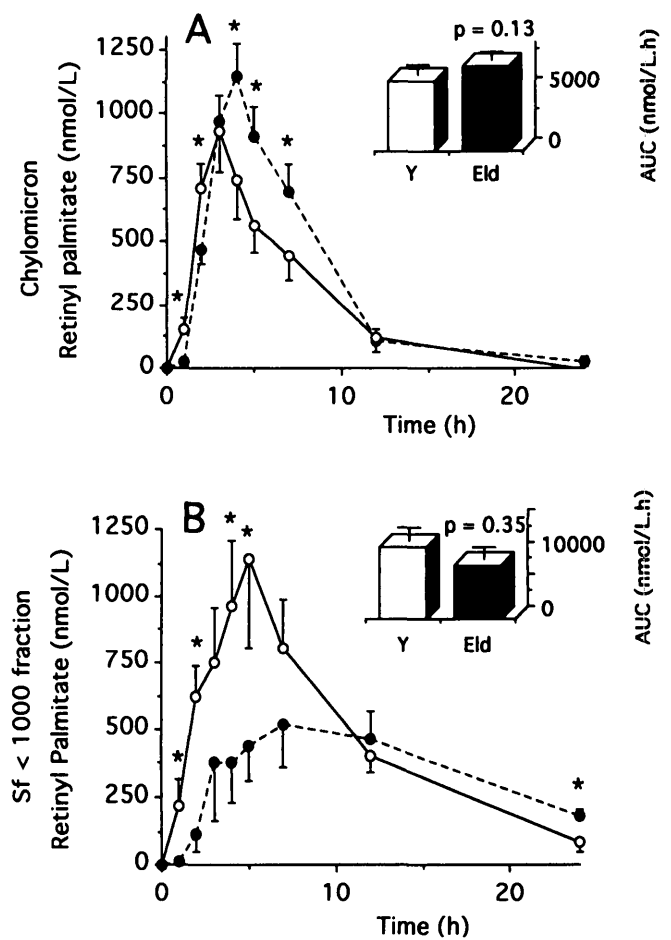 A
p = 0.13
1250
1000
750
500
250
0
Chylomicron
Retinyl palmitate (nmol/L)
* * * * *
5000
0
AUC (nmol/L.h)
Y Eld
0 10 20
Time (h)
B
p = 0.35
1250
1000
750
500
250
0
Sf < 1000 fraction
Retinyl Palmitate (nmol/L)
* * * * *
10000
0
AUC (nmol/L.h)
Y Eld
0 10 20
Time (h)